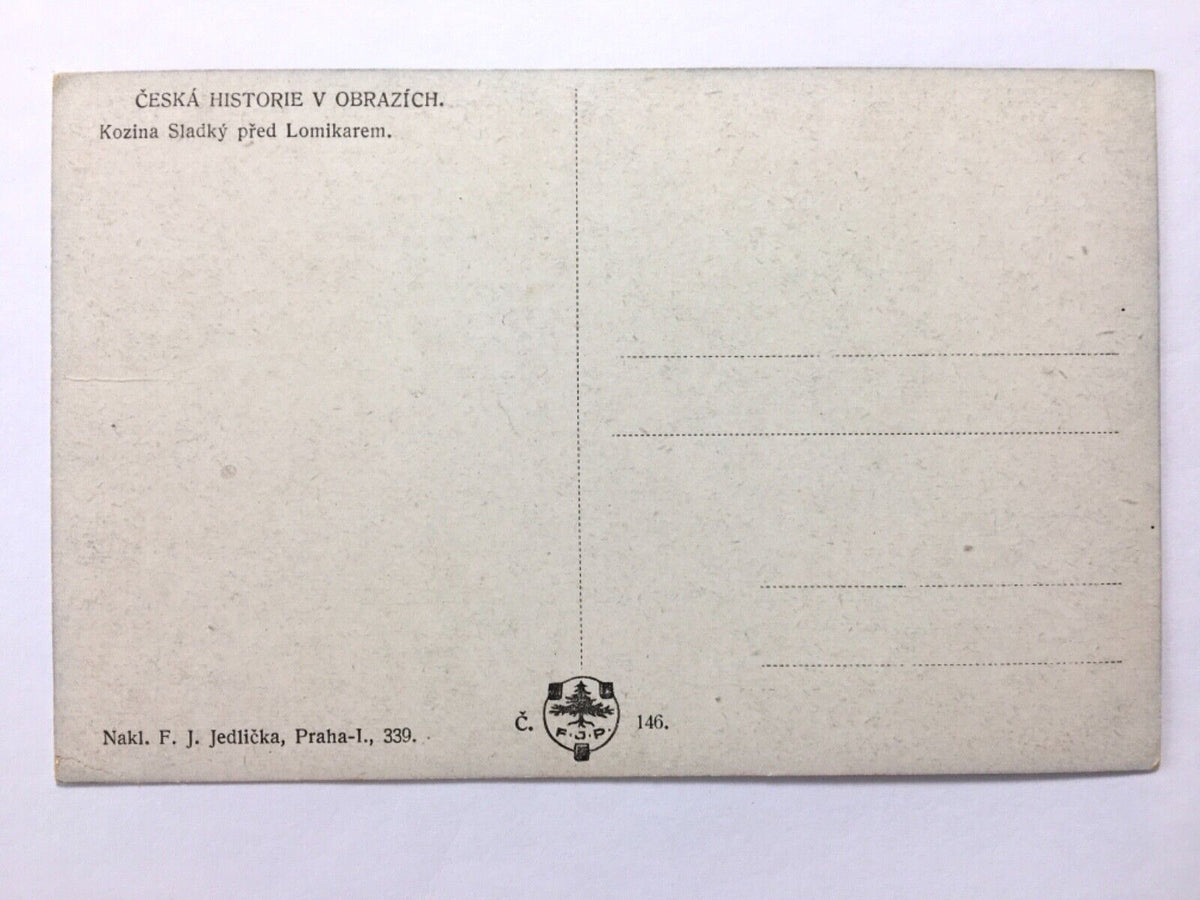 ČESKÁ HISTORIE V OBRAZÍCH.
Kozina Sladký před Lomikarem.
Nakl. F. J. Jedlička, Praha-I., 339.
Č. 146.
F. J. P.